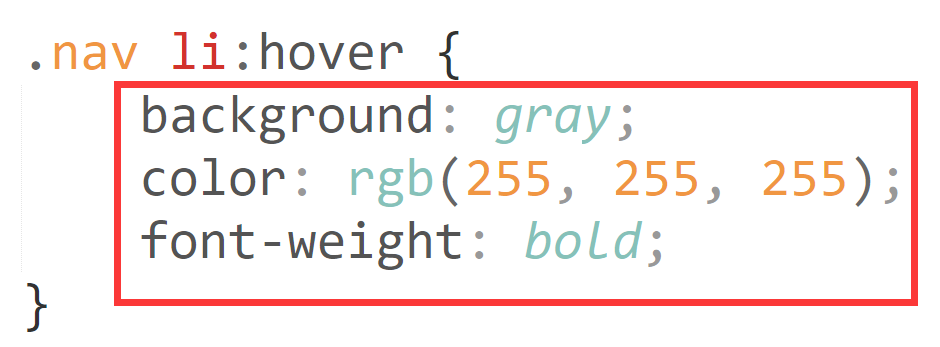 .nav li:hover {
background: gray;
color: rgb(255, 255, 255);
font-weight: bold;
}